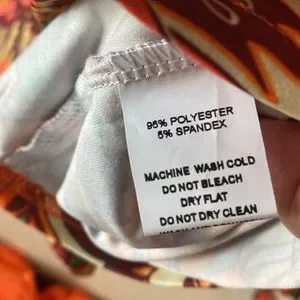 95% POLYESTER
5% SPANDEX
MACHINE WASH COLD
DO NOT BLEACH
DRY FLAT
DO NOT DRY CLEAN